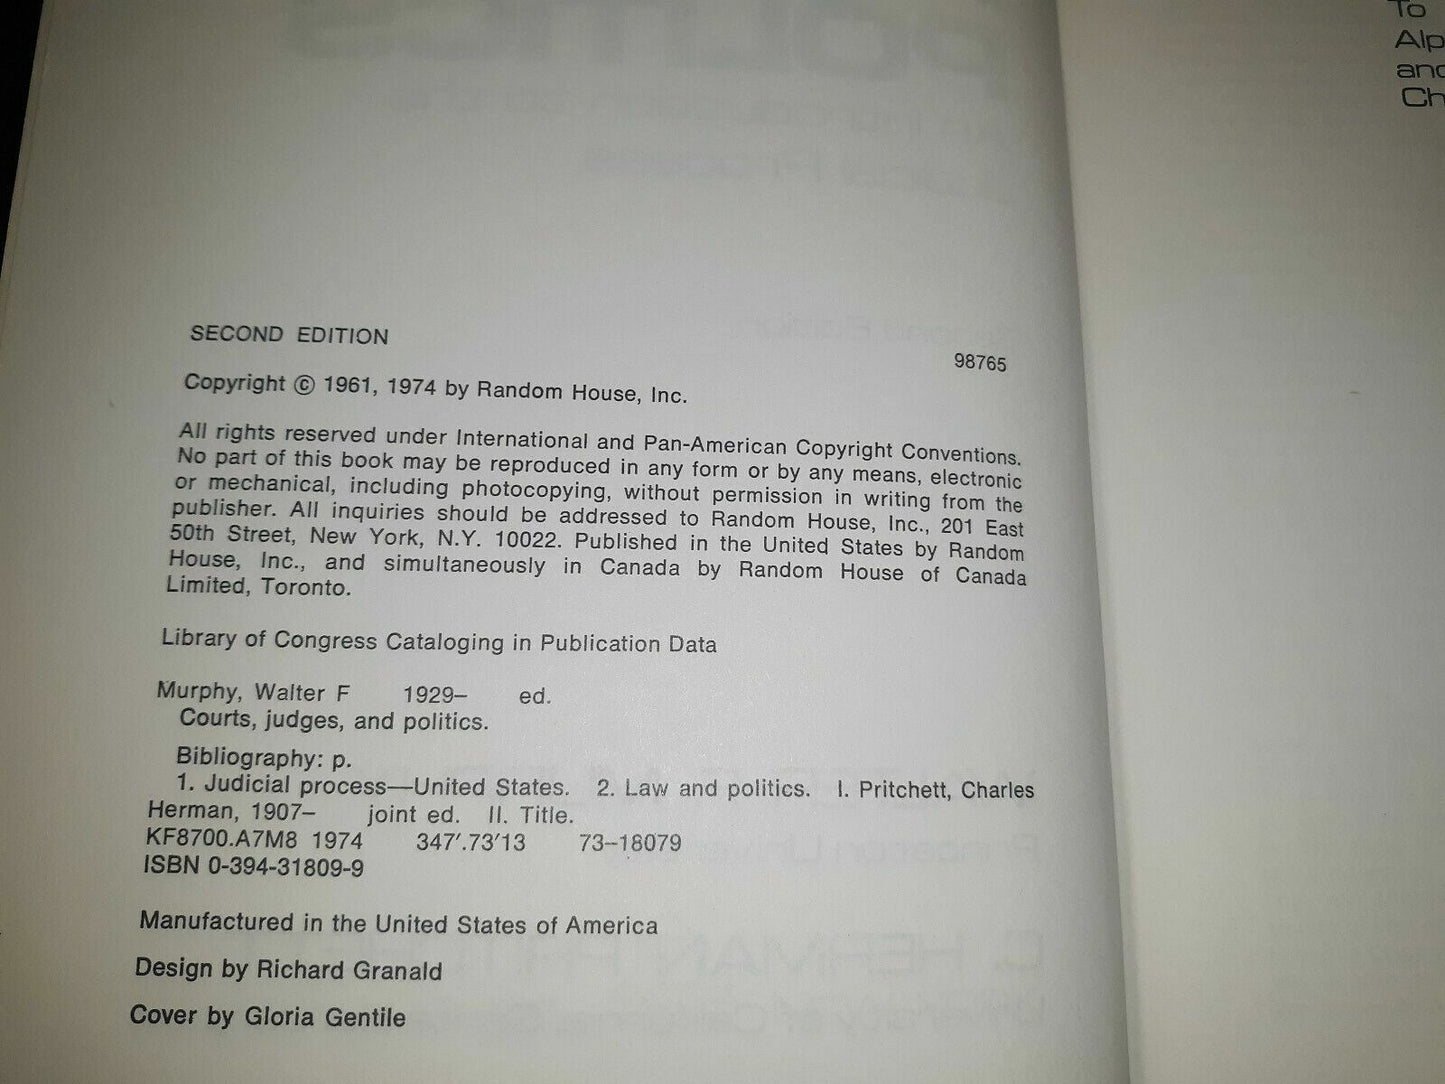 SECOND EDITION
98765
Copyright © 1961, 1974 by Random House, Inc.
All rights reserved under International and Pan-American Copyright Conventions.
No part of this book may be reproduced in any form or by any means, electronic
or mechanical, including photocopying, without permission in writing from the
publisher. All inquiries should be addressed to Random House, Inc., 201 East
50th Street, New York, N.Y. 10022. Published in the United States by Random
House, Inc., and simultaneously in Canada by Random House of Canada
Limited, Toronto.
Library of Congress Cataloging in Publication Data
Murphy, Walter F 1929– ed.
Courts, judges, and politics.
Bibliography: p.
1. Judicial process—United States. 2. Law and politics. I. Pritchett, Charles
Herman, 1907– joint ed. II. Title.
KF8700.A7M8 1974 347′.73′13 73–18079
ISBN 0-394-31809-9
Manufactured in the United States of America
Design by Richard Granald
Cover by Gloria Gentile
To
Alp
and
Ch